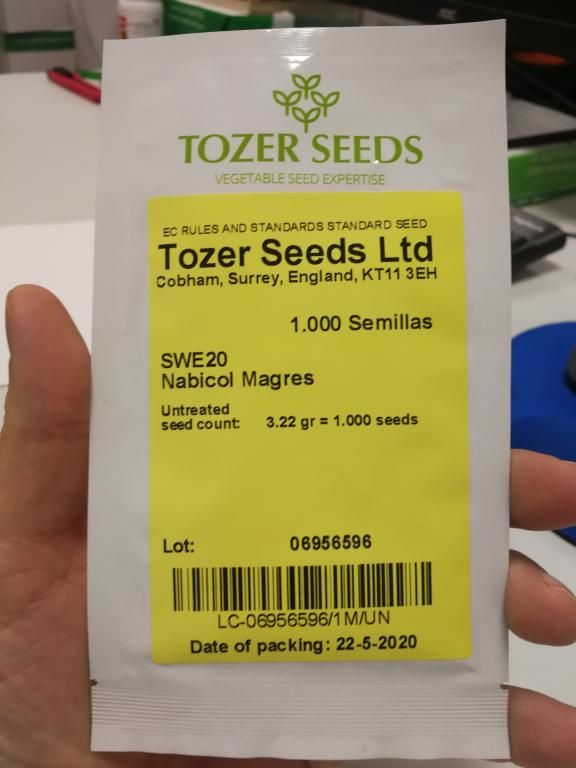 TOZER SEEDS
VEGETABLE SEED EXPERTISE
EC RULES AND STANDARDS STANDARD SEED
Tozer Seeds Ltd
Cobham, Surrey, England, KT11 3EH
1.000 Semillas
SWE20
Nabicol Magres
Untreated
seed count: 3.22 gr = 1.000 seeds
Lot: 06956596
LC-06956596/1M/UN
Date of packing: 22-5-2020